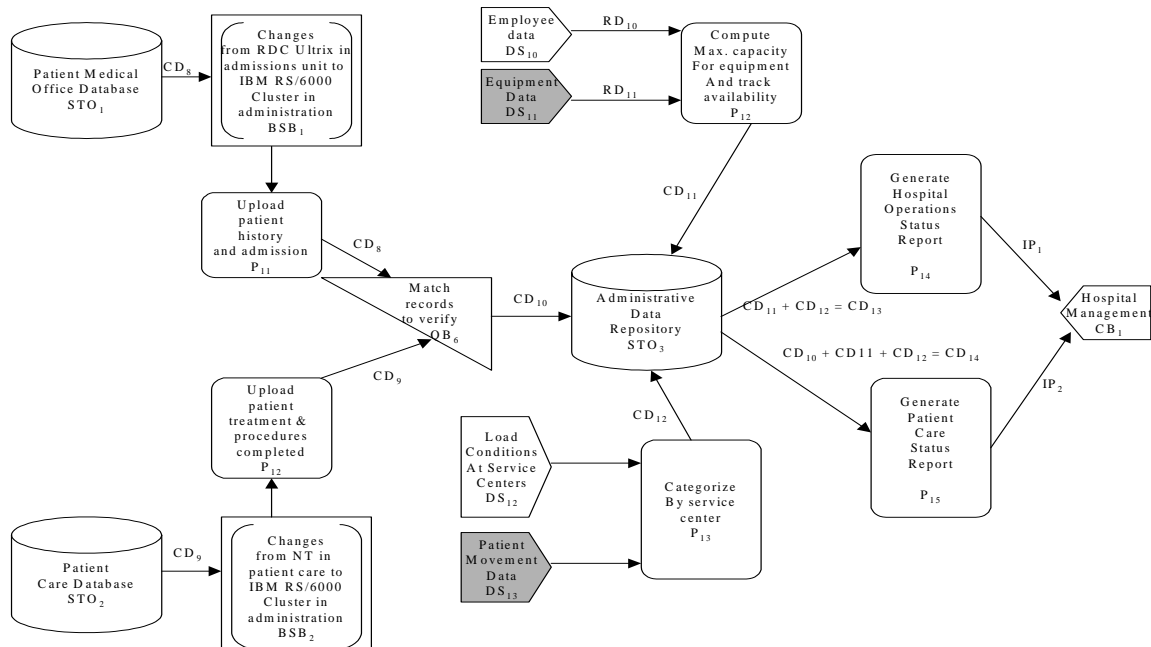 Patient Medical
Office Database
STO₁
CD₈
Changes
from RDC Ultrix in
admissions unit to
IBM RS/6000
Cluster in
administration
BSB₁
Upload
patient
history
and admission
P₁₁
CD₈
Match
records
to verify
QB₆
CD₉
Upload
patient
treatment &
procedures
completed
P₁₂
Patient
Care Database
STO₂
CD₉
Changes
from NT in
patient care to
IBM RS/6000
Cluster in
administration
BSB₂
CD₁₀
Employee
data
DS₁₀
RD₁₀
Equipment
Data
DS₁₁
RD₁₁
Compute
Max. capacity
For equipment
And track
availability
P₁₂
CD₁₁
Administrative
Data
Repository
STO₃
CD₁₂
Load
Conditions
At Service
Centers
DS₁₂
Patient
Movement
Data
DS₁₃
Categorize
By service
center
P₁₃
CD₁₁ + CD₁₂ = CD₁₃
CD₁₀ + CD11 + CD₁₂ = CD₁₄
Generate
Hospital
Operations
Status
Report
P₁₄
IP₁
Hospital
Management
CB₁
IP₂
Generate
Patient
Care
Status
Report
P₁₅